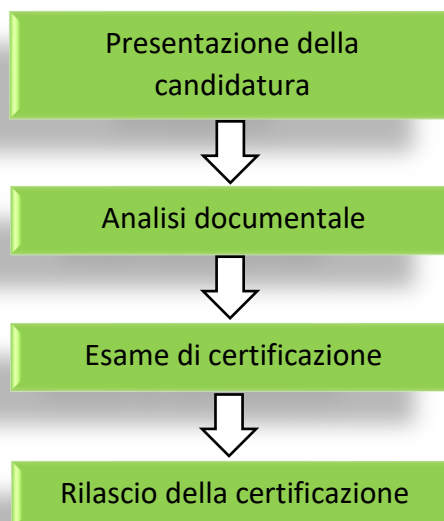 Presentazione della
candidatura
Analisi documentale
Esame di certificazione
Rilascio della certificazione